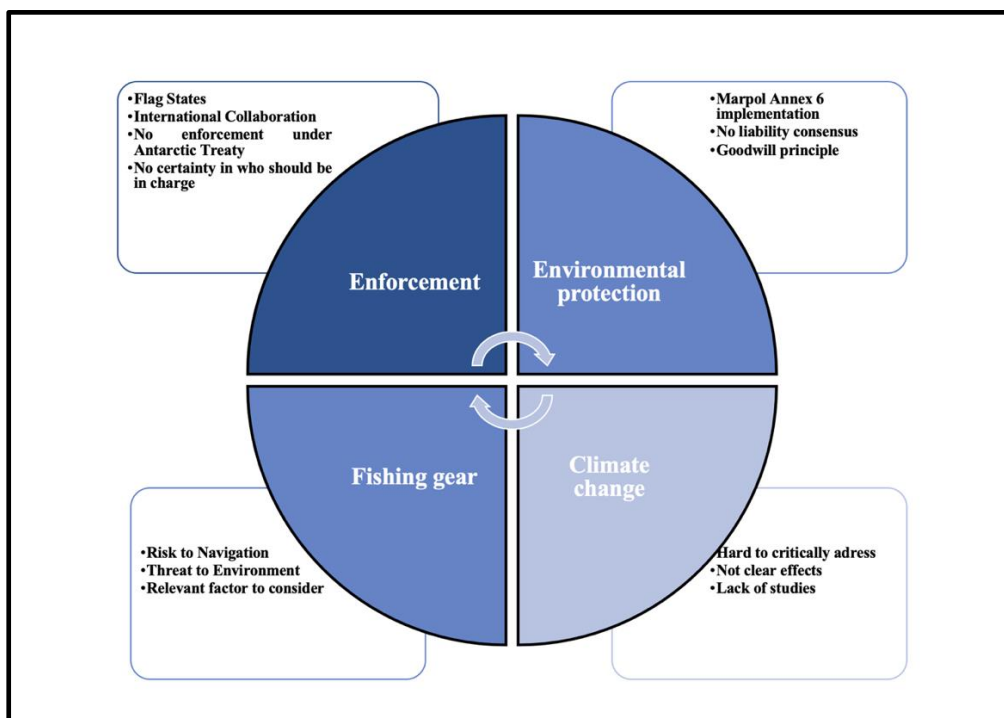 •Flag States
•International Collaboration
•No enforcement under
Antarctic Treaty
•No certainty in who should be
in charge
•Marpol Annex 6
implementation
•No liability consensus
•Goodwill principle
Enforcement
Environmental
protection
Fishing gear
Climate
change
•Risk to Navigation
•Threat to Environment
•Relevant factor to consider
•Hard to critically adress
•Not clear effects
•Lack of studies